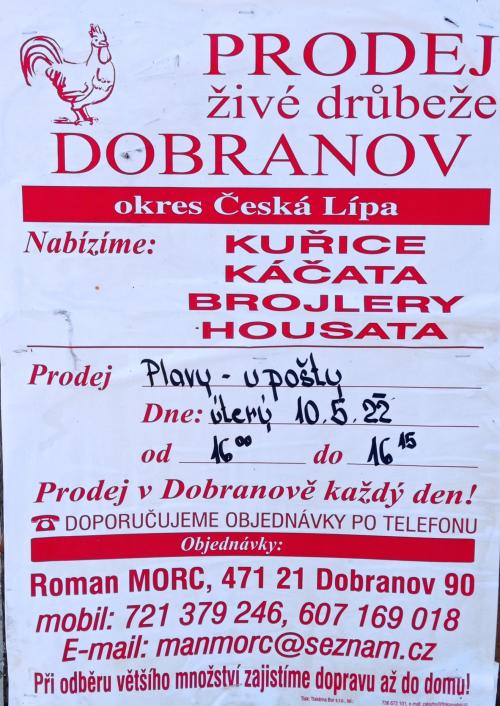 PRODEJ
živé drůbeže
DOBRANOV
okres Česká Lípa
Nabízíme: KUŘICE
KÁČATA
BROJLERY
HOUSATA
Prodej Plavy - u pošty
Dne: úterý 10.5.22
od 16⁰⁰ do 16¹⁵
Prodej v Dobranově každý den!
☎ DOPORUČUJEME OBJEDNÁVKY PO TELEFONU
Objednávky:
Roman MORC, 471 21 Dobranov 90
mobil: 721 379 246, 607 169 018
E-mail: manmorc@seznam.cz
Při odběru většího množství zajistíme dopravu až do domu!